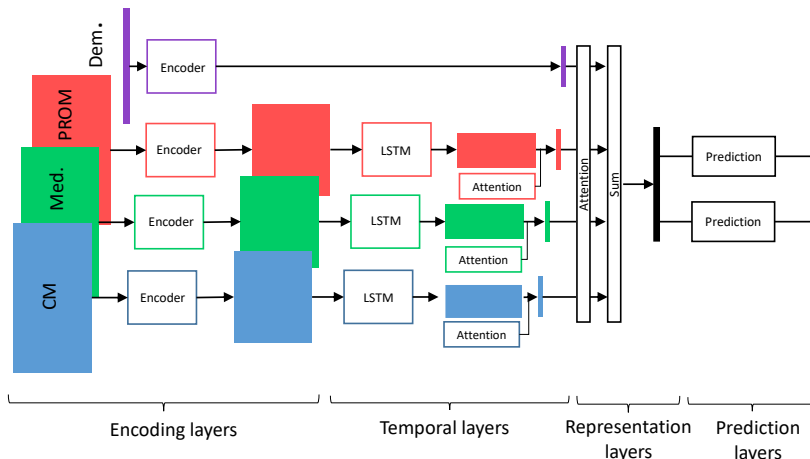 Dem.
Encoder
PROM
Encoder
LSTM
Attention
Med.
Encoder
LSTM
Attention
CM
Encoder
LSTM
Attention
Attention
Sum
Prediction
Prediction
Encoding layers
Temporal layers
Representation
layers
Prediction
layers